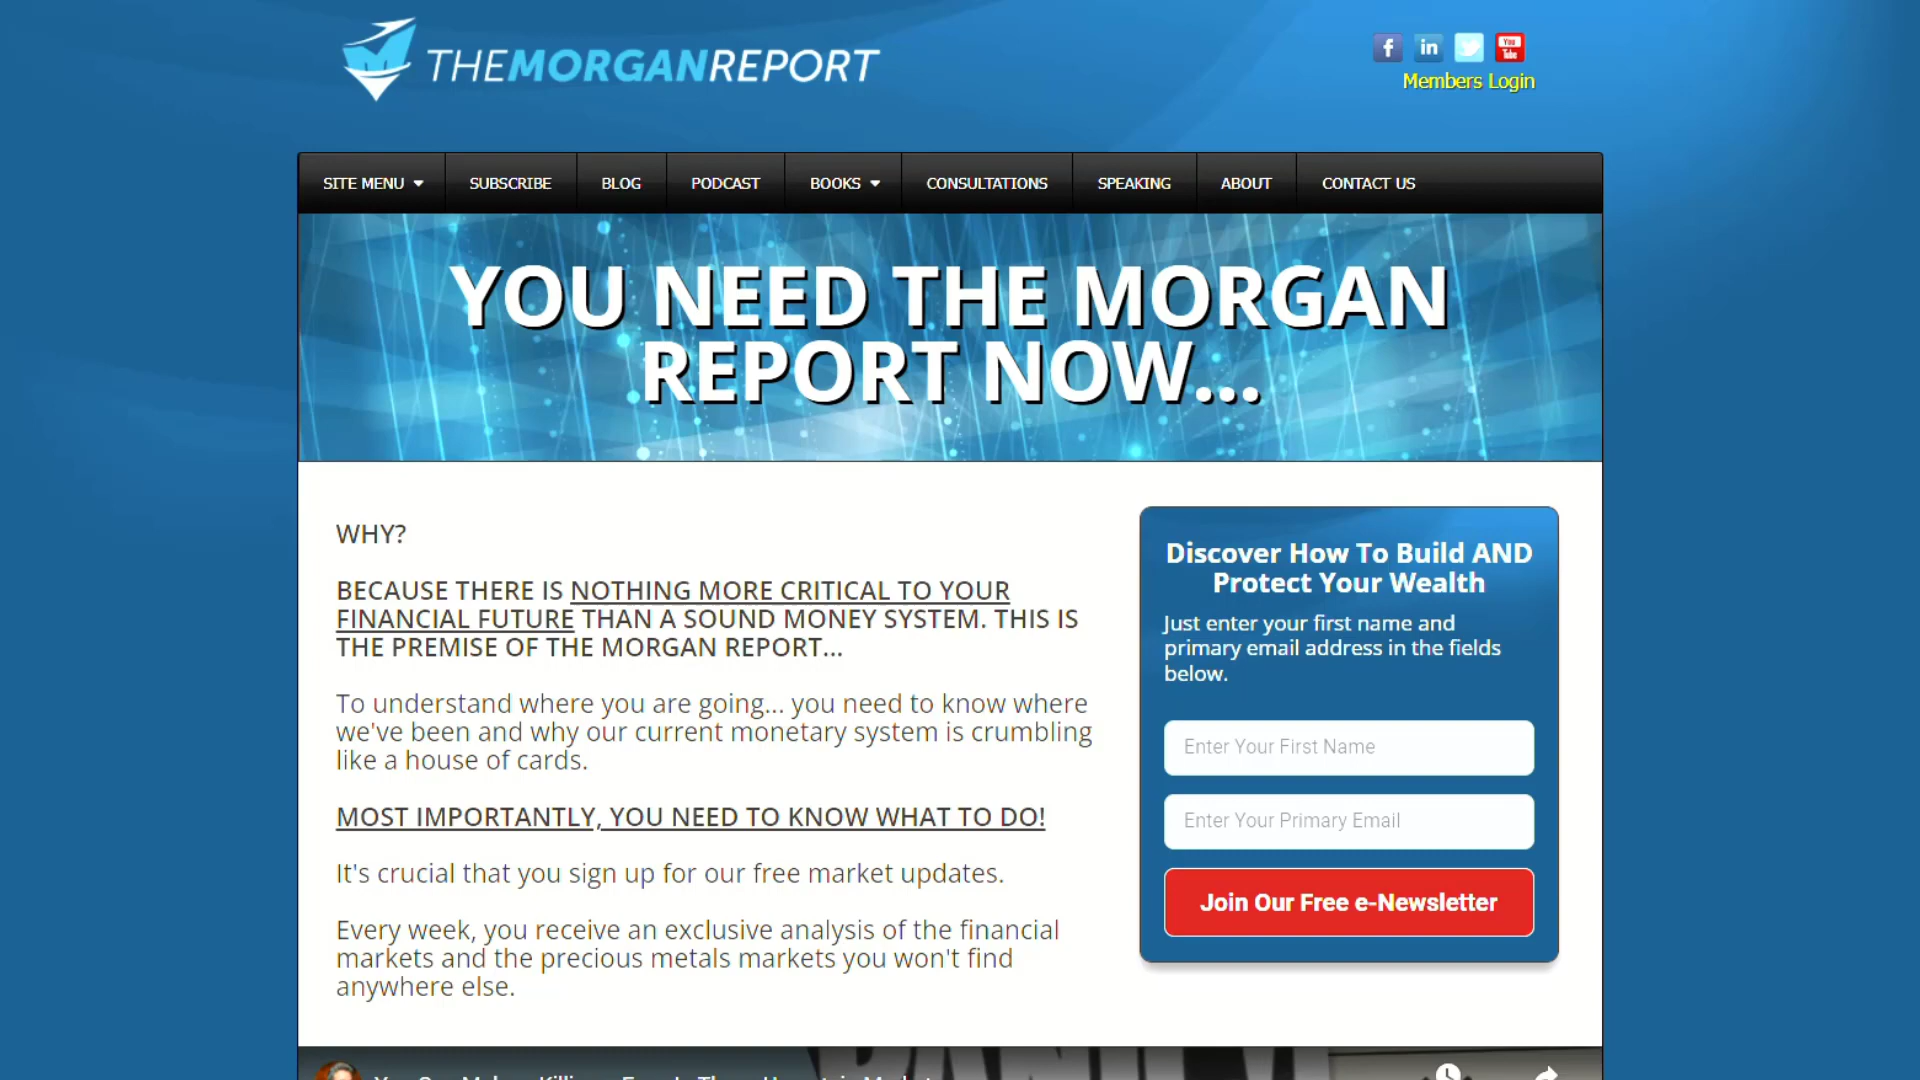 THEMORGANREPORT
Members Login
SITE MENU SUBSCRIBE BLOG PODCAST BOOKS CONSULTATIONS SPEAKING ABOUT CONTACT US
YOU NEED THE MORGAN
REPORT NOW...
WHY?
BECAUSE THERE IS NOTHING MORE CRITICAL TO YOUR
FINANCIAL FUTURE THAN A SOUND MONEY SYSTEM. THIS IS
THE PREMISE OF THE MORGAN REPORT...
To understand where you are going... you need to know where
we've been and why our current monetary system is crumbling
like a house of cards.
MOST IMPORTANTLY, YOU NEED TO KNOW WHAT TO DO!
It's crucial that you sign up for our free market updates.
Every week, you receive an exclusive analysis of the financial
markets and the precious metals markets you won't find
anywhere else.
Discover How To Build AND
Protect Your Wealth
Just enter your first name and
primary email address in the fields
below.
Enter Your First Name
Enter Your Primary Email
Join Our Free e-Newsletter